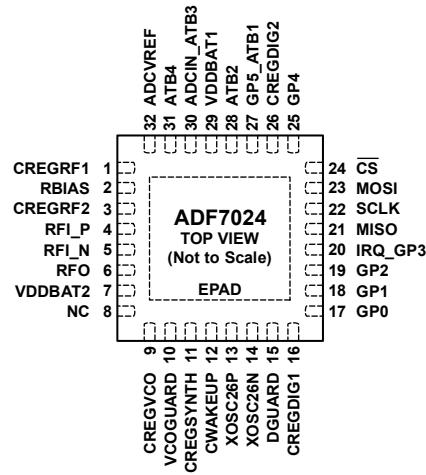 32 ADCVREF
31 ATB4
30 ADCIN_ATB3
29 VDDBAT1
28 ATB2
27 GP5_ATB1
26 CREGDIG2
25 GP4
CREGRF1 1
RBIAS 2
CREGRF2 3
RFI_P 4
RFI_N 5
RFO 6
VDDBAT2 7
NC 8
ADF7024
TOP VIEW
(Not to Scale)
EPAD
24 CS
23 MOSI
22 SCLK
21 MISO
20 IRQ_GP3
19 GP2
18 GP1
17 GP0
CREGVCO 9
VCOGUARD 10
CREGSYNTH 11
CWAKEUP 12
XOSC26P 13
XOSC26N 14
DGUARD 15
CREGDIG1 16